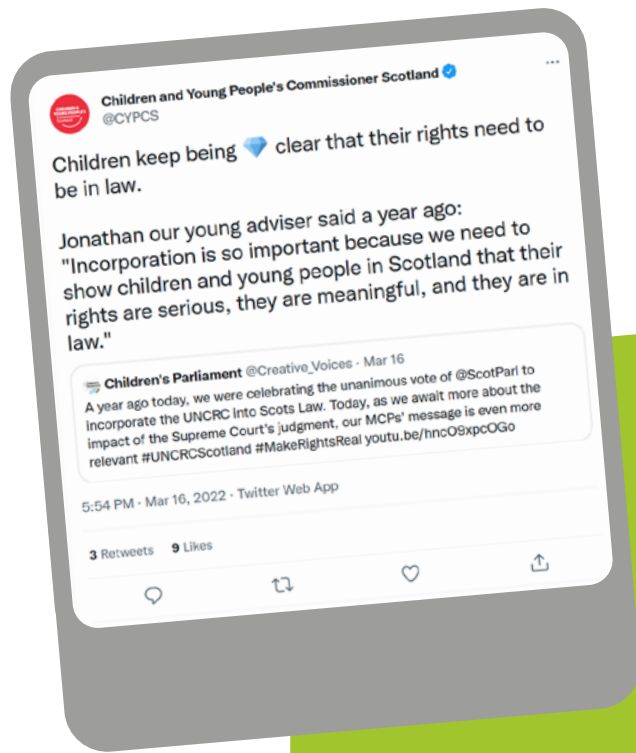 Children and Young People's Commissioner Scotland
@CYPCS
Children keep being 💎 clear that their rights need to
be in law.
Jonathan our young adviser said a year ago:
"Incorporation is so important because we need to
show children and young people in Scotland that their
rights are serious, they are meaningful, and they are in
law."
Children's Parliament @Creative_Voices · Mar 16
A year ago today, we were celebrating the unanimous vote of @ScotParl to
incorporate the UNCRC into Scots Law. Today, as we await more about the
impact of the Supreme Court's judgment, our MCPs' message is even more
relevant #UNCRCScotland #MakeRightsReal youtu.be/hncO9xpcOGo
5:54 PM · Mar 16, 2022 · Twitter Web App
3 Retweets 9 Likes